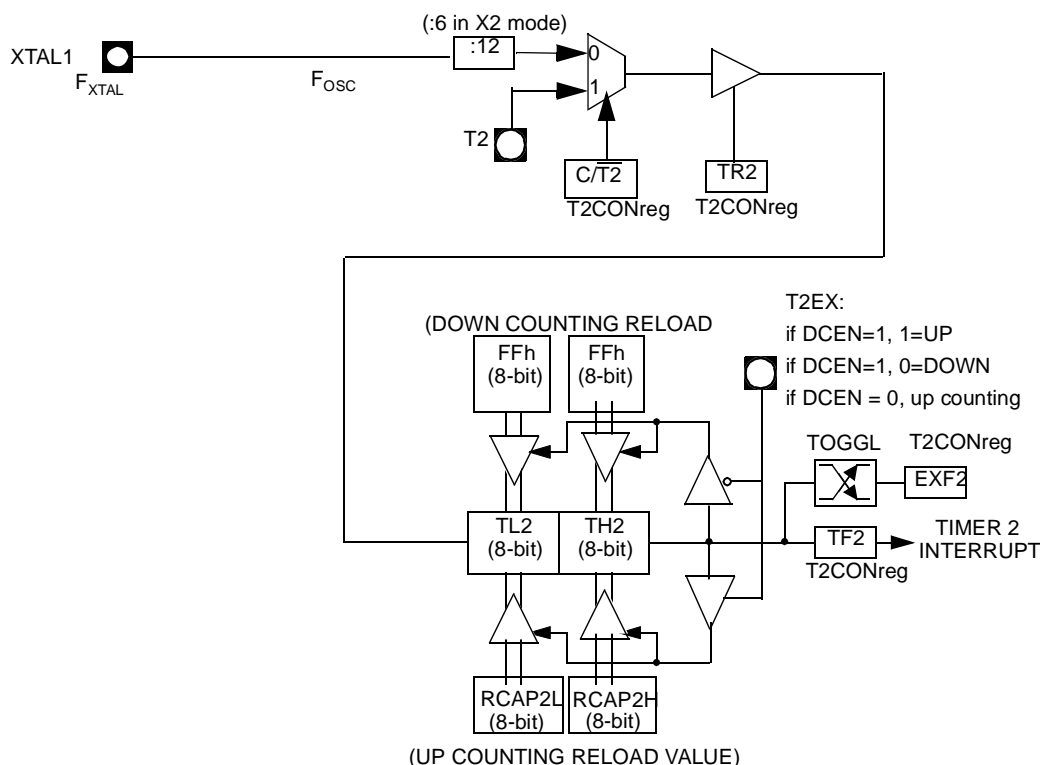 (:6 in X2 mode)
XTAL1
:12
0
FXTAL
FOSC
1
T2
C/T2
TR2
T2CONreg
T2CONreg
T2EX:
(DOWN COUNTING RELOAD
if DCEN=1, 1=UP
FFh
(8-bit)
FFh
(8-bit)
if DCEN=1, 0=DOWN
if DCEN = 0, up counting
TOGGL
T2CONreg
EXF2
TL2
(8-bit)
TH2
(8-bit)
TF2
TIMER 2
INTERRUPT
T2CONreg
RCAP2L
(8-bit)
RCAP2H
(8-bit)
(UP COUNTING RELOAD VALUE)